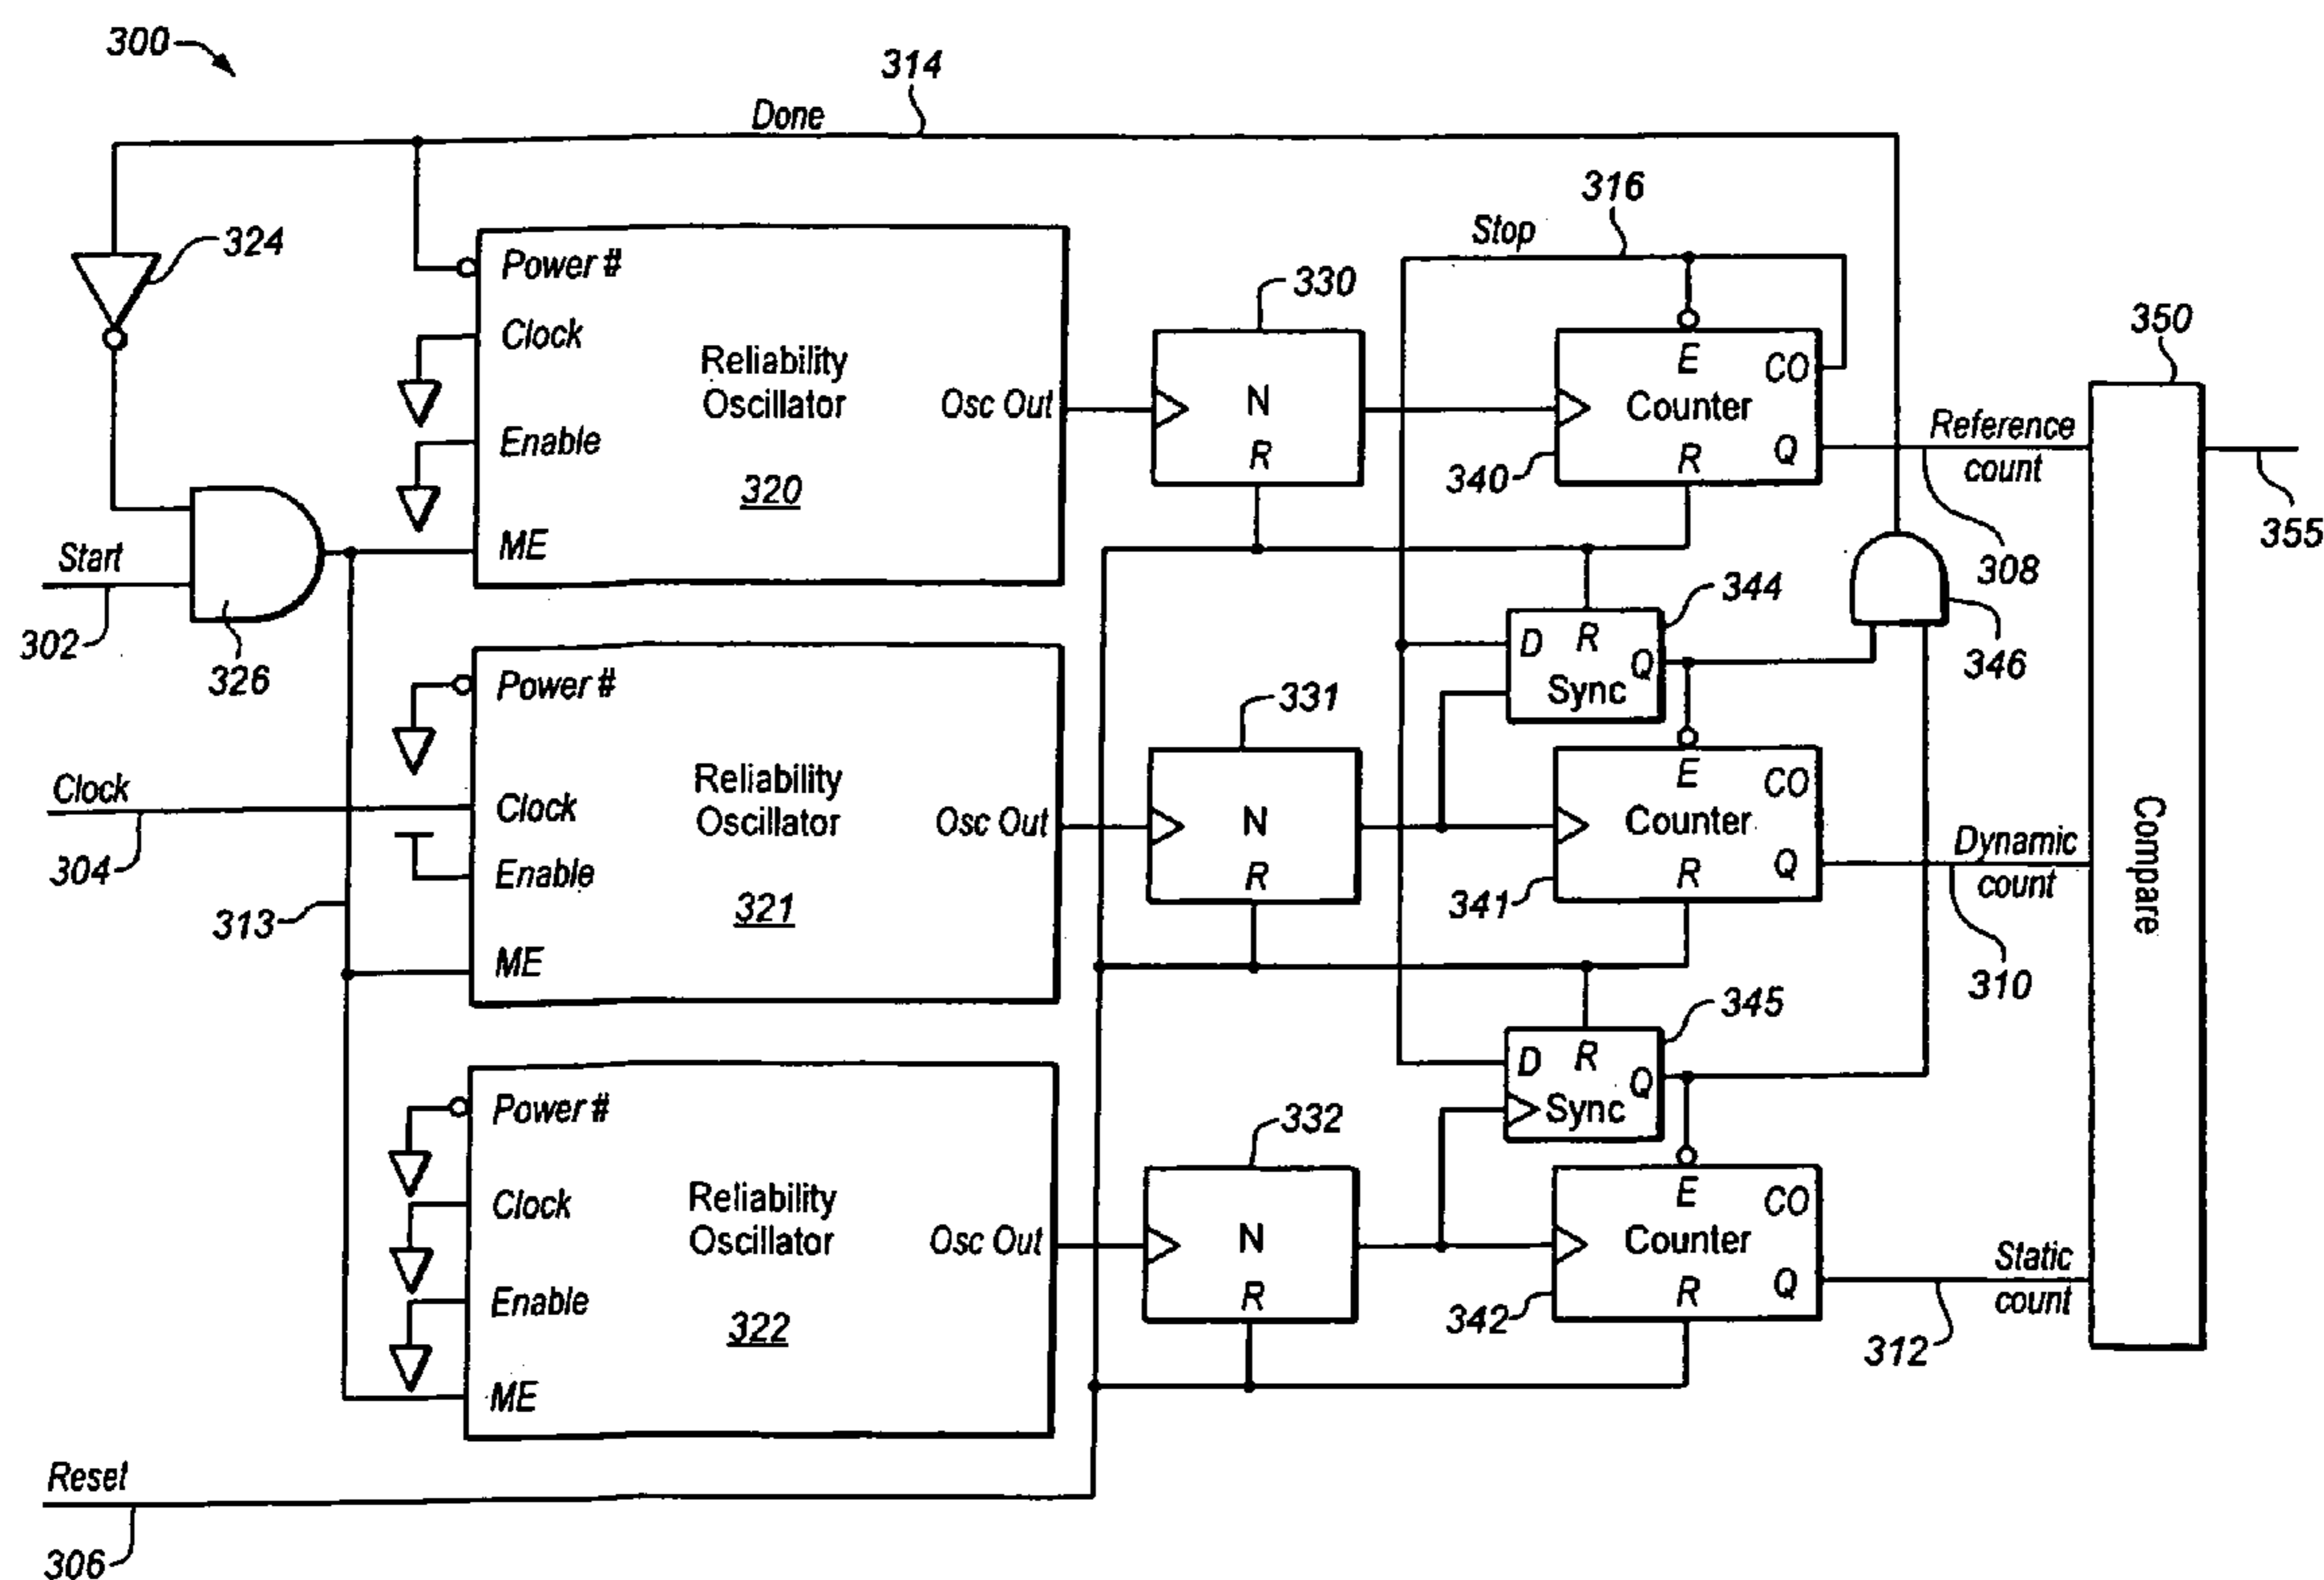 300
314
Done
316
Stop
324
Power #
Clock
Enable
ME
Reliability
Oscillator
320
Osc Out
330
N
R
E
CO
Counter
R
Q
340
350
Reference
count
308
355
Start
302
326
344
D
R
Q
Sync
346
Power #
Clock
Enable
ME
Reliability
Oscillator
321
Osc Out
331
N
R
E
CO
Counter
R
Q
341
Dynamic
count
310
Compare
Clock
304
313
345
D
R
Q
Sync
Power #
Clock
Enable
ME
Reliability
Oscillator
322
Osc Out
332
N
R
E
CO
Counter
R
Q
342
Static
count
312
Reset
306